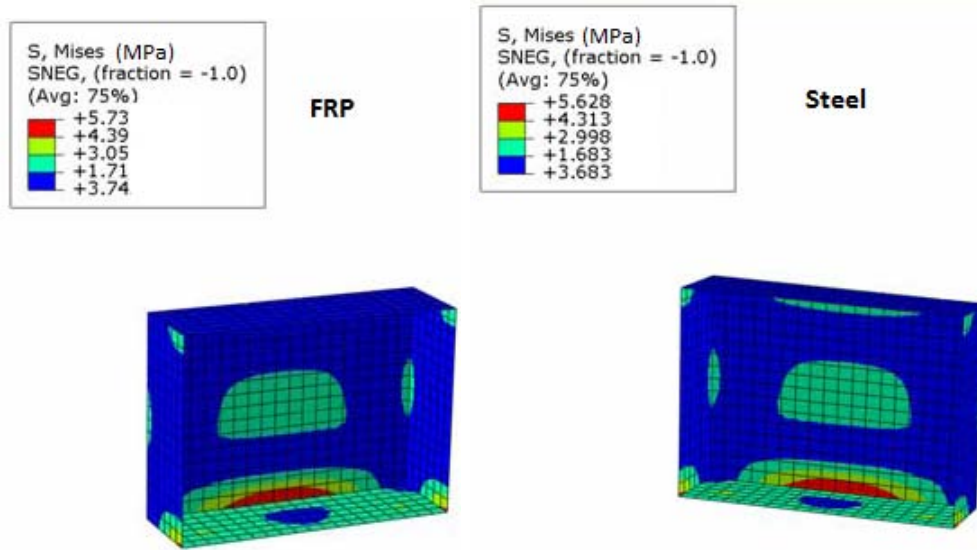 S, Mises (MPa)
SNEG, (fraction = -1.0)
(Avg: 75%)
+5.73
+4.39
+3.05
+1.71
+3.74
FRP
S, Mises (MPa)
SNEG, (fraction = -1.0)
(Avg: 75%)
+5.628
+4.313
+2.998
+1.683
+3.683
Steel